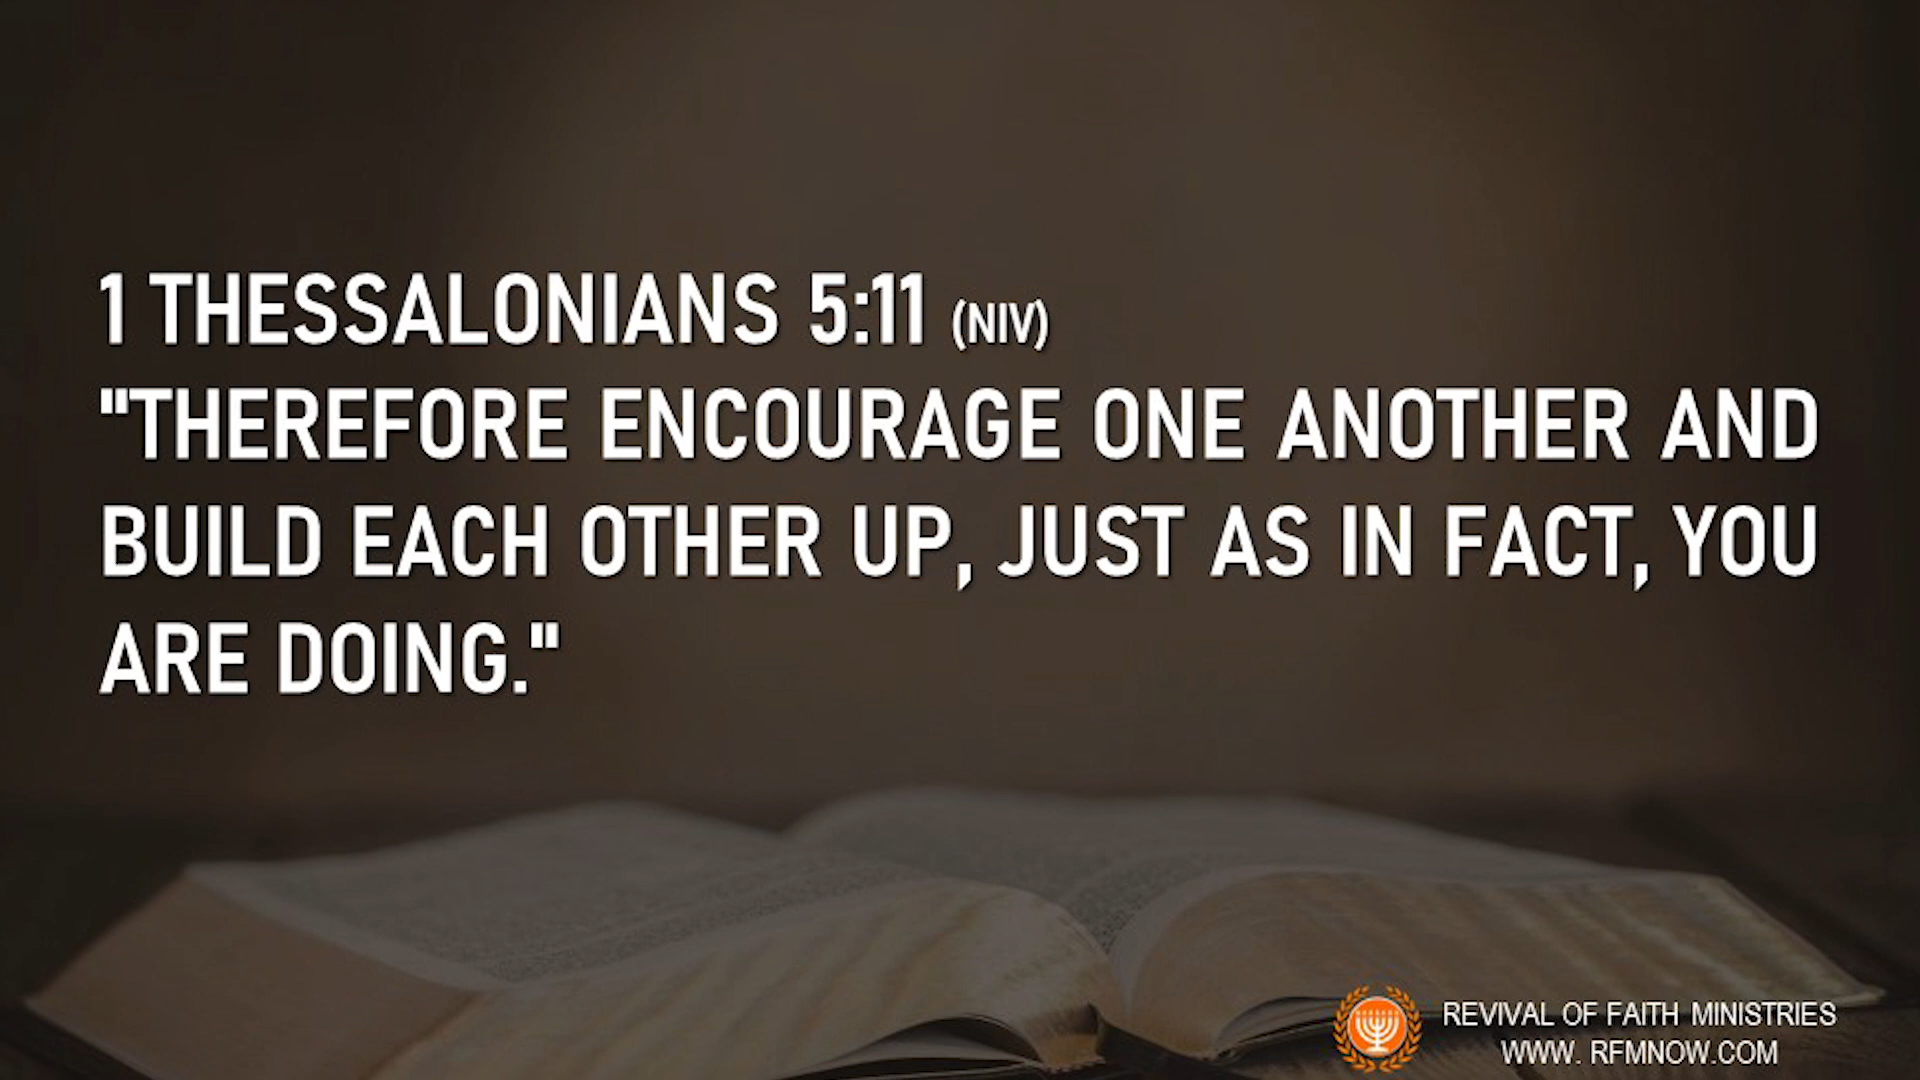 1 THESSALONIANS 5:11 (NIV)
"THEREFORE ENCOURAGE ONE ANOTHER AND
BUILD EACH OTHER UP, JUST AS IN FACT, YOU
ARE DOING."
REVIVAL OF FAITH MINISTRIES
WWW. RFMNOW.COM